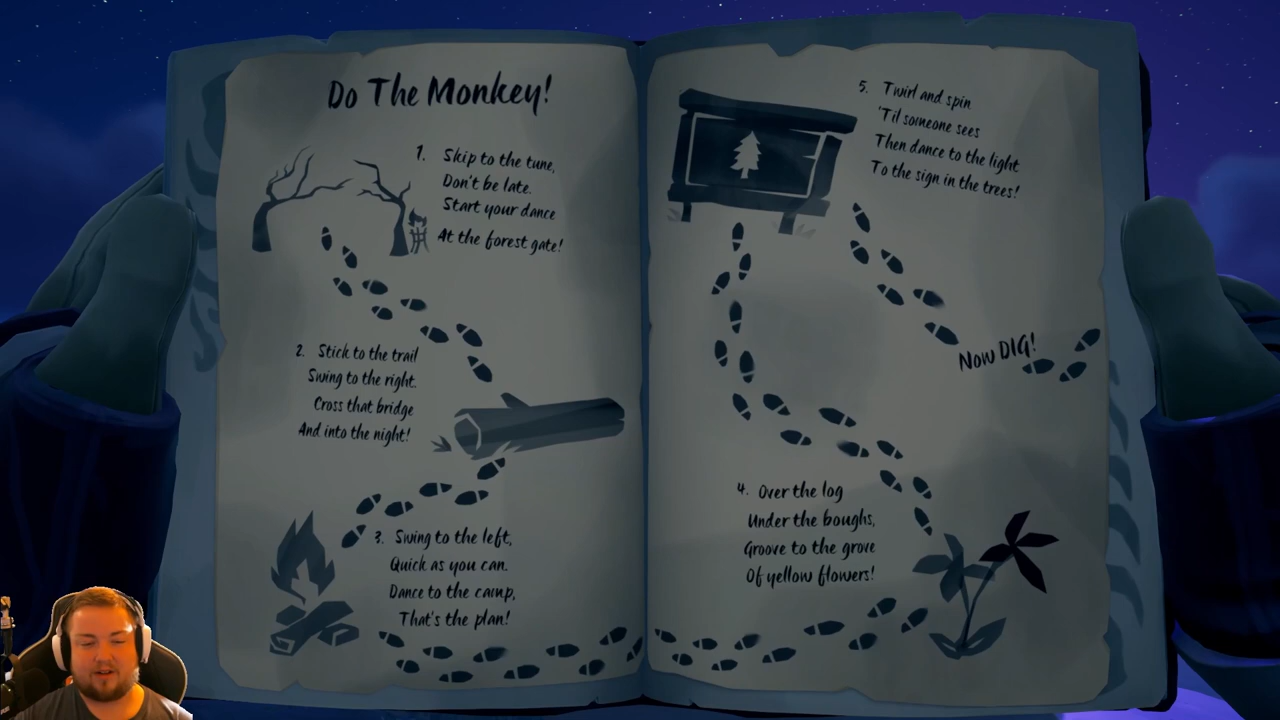 Do The Monkey!
1. Skip to the tune,
Don't be late.
Start your dance
At the forest gate!
2. Stick to the trail
Swing to the right.
Cross that bridge
And into the night!
3. Swing to the left,
Quick as you can.
Dance to the camp,
That's the plan!
4. Over the log
Under the boughs,
Groove to the grove
Of yellow flowers!
5. Twirl and spin
'Til someone sees
Then dance to the light
To the sign in the trees!
Now DIG!